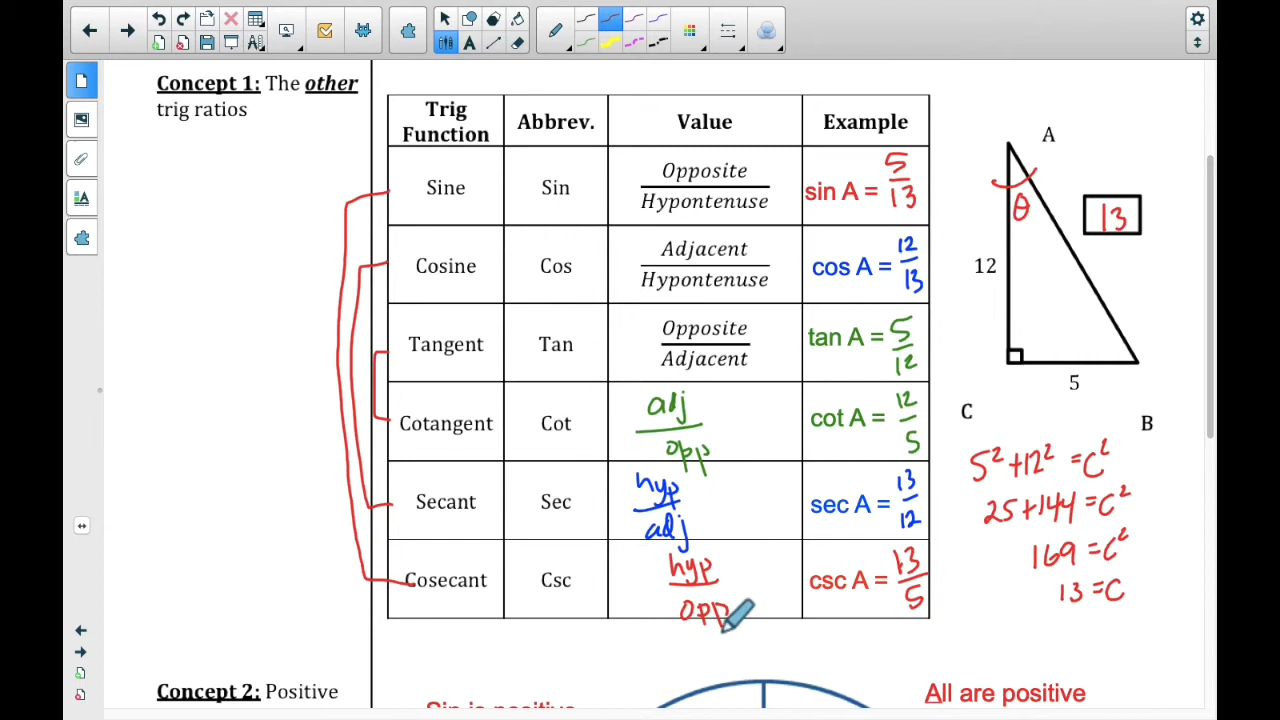 Concept 1: The other
trig ratios
Trig Function Abbrev. Value Example
Sine Sin Opposite / Hypontenuse sin A = 5/13
Cosine Cos Adjacent / Hypontenuse cos A = 12/13
Tangent Tan Opposite / Adjacent tan A = 5/12
Cotangent Cot adj / opp cot A = 12/5
Secant Sec hyp / adj sec A = 13/12
Cosecant Csc hyp / opp csc A = 13/5
A
θ
13
12
5
C
B
5²+12² =C²
25+144=C²
169=C²
13=C
Concept 2: Positive
Sin is positive
All are positive